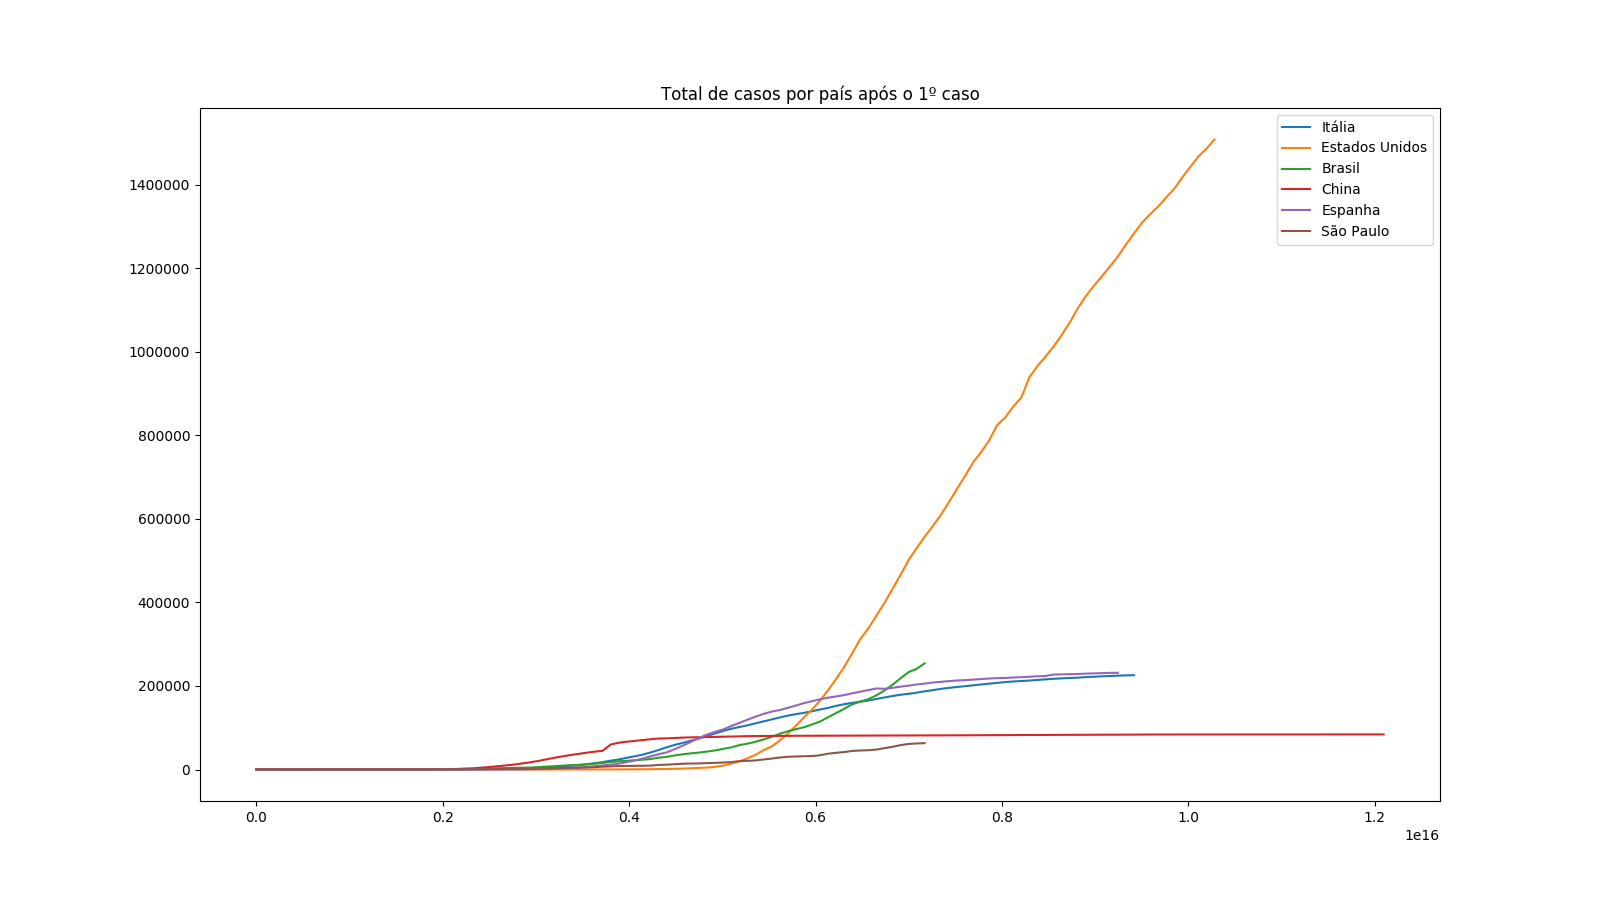 Total de casos por país após o 1º caso
Itália
Estados Unidos
Brasil
China
Espanha
São Paulo
1400000
1200000
1000000
800000
600000
400000
200000
0
0.0 0.2 0.4 0.6 0.8 1.0 1.2
1e16